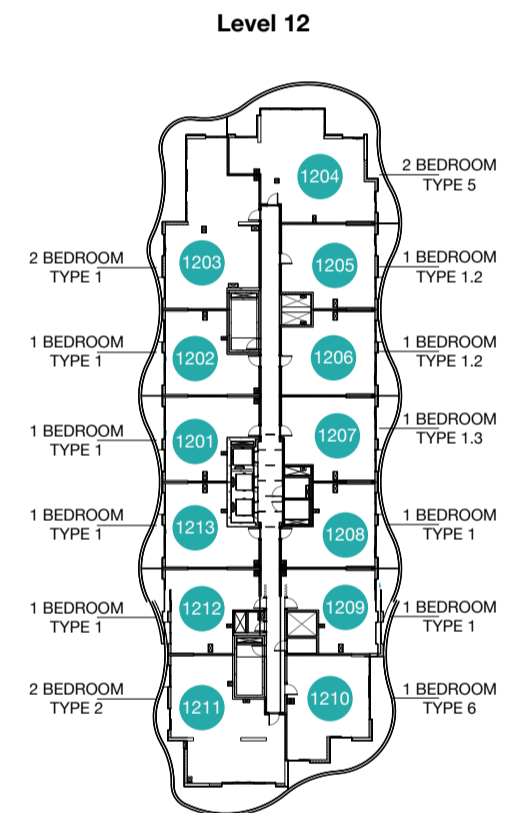 Level 12
1204
2 BEDROOM
TYPE 5
2 BEDROOM
TYPE 1
1203
1205
1 BEDROOM
TYPE 1.2
1 BEDROOM
TYPE 1
1202
1206
1 BEDROOM
TYPE 1.2
1 BEDROOM
TYPE 1
1201
1207
1 BEDROOM
TYPE 1.3
1 BEDROOM
TYPE 1
1213
1208
1 BEDROOM
TYPE 1
1 BEDROOM
TYPE 1
1212
1209
1 BEDROOM
TYPE 1
2 BEDROOM
TYPE 2
1211
1210
1 BEDROOM
TYPE 6